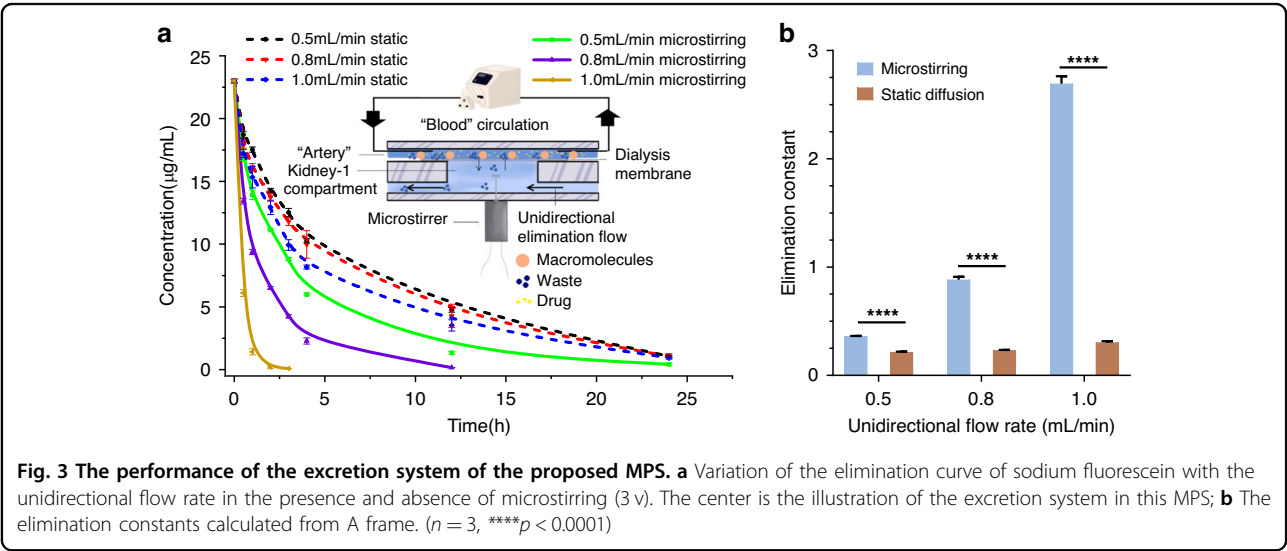 a
0.5mL/min static
0.8mL/min static
1.0mL/min static
0.5mL/min microstirring
0.8mL/min microstirring
1.0mL/min microstirring
25
20
15
10
5
0
Concentration(μg/mL)
0 5 10 15 20 25
Time(h)
"Blood" circulation
"Artery"
Kidney-1
compartment
Dialysis
membrane
Microstirrer
Unidirectional
elimination flow
Macromolecules
Waste
Drug
b
Microstirring
Static diffusion
****
****
****
3
2
1
0
Elimination constant
0.5 0.8 1.0
Unidirectional flow rate (mL/min)
Fig. 3 The performance of the excretion system of the proposed MPS. a Variation of the elimination curve of sodium fluorescein with the
unidirectional flow rate in the presence and absence of microstirring (3 v). The center is the illustration of the excretion system in this MPS; b The
elimination constants calculated from A frame. (n = 3, ****p < 0.0001)